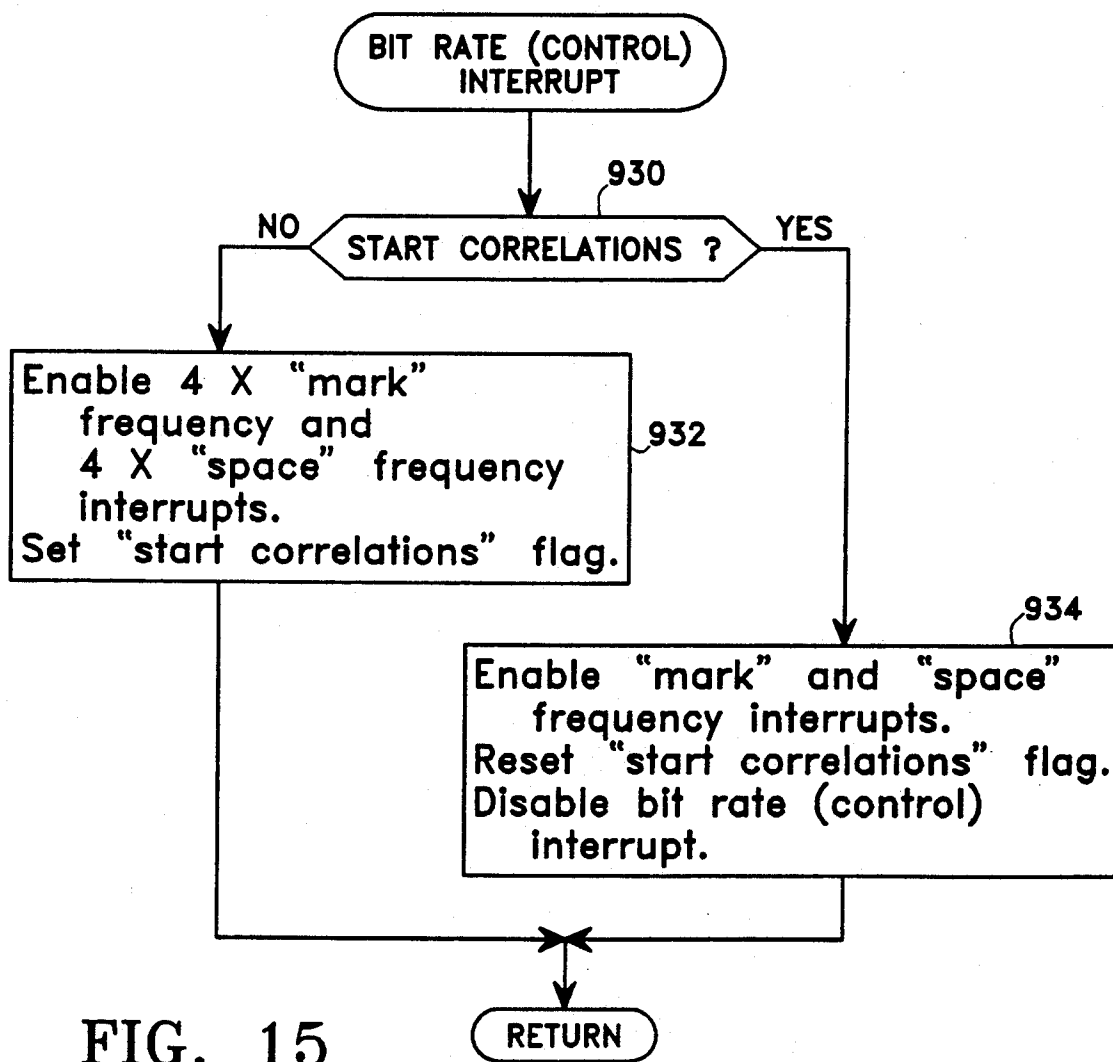 BIT RATE (CONTROL)
INTERRUPT
930
NO
START CORRELATIONS ?
YES
Enable 4 X “mark”
frequency and
4 X “space” frequency
interrupts.
Set “start correlations” flag.
932
934
Enable “mark” and “space”
frequency interrupts.
Reset “start correlations” flag.
Disable bit rate (control)
interrupt.
RETURN
FIG. 15